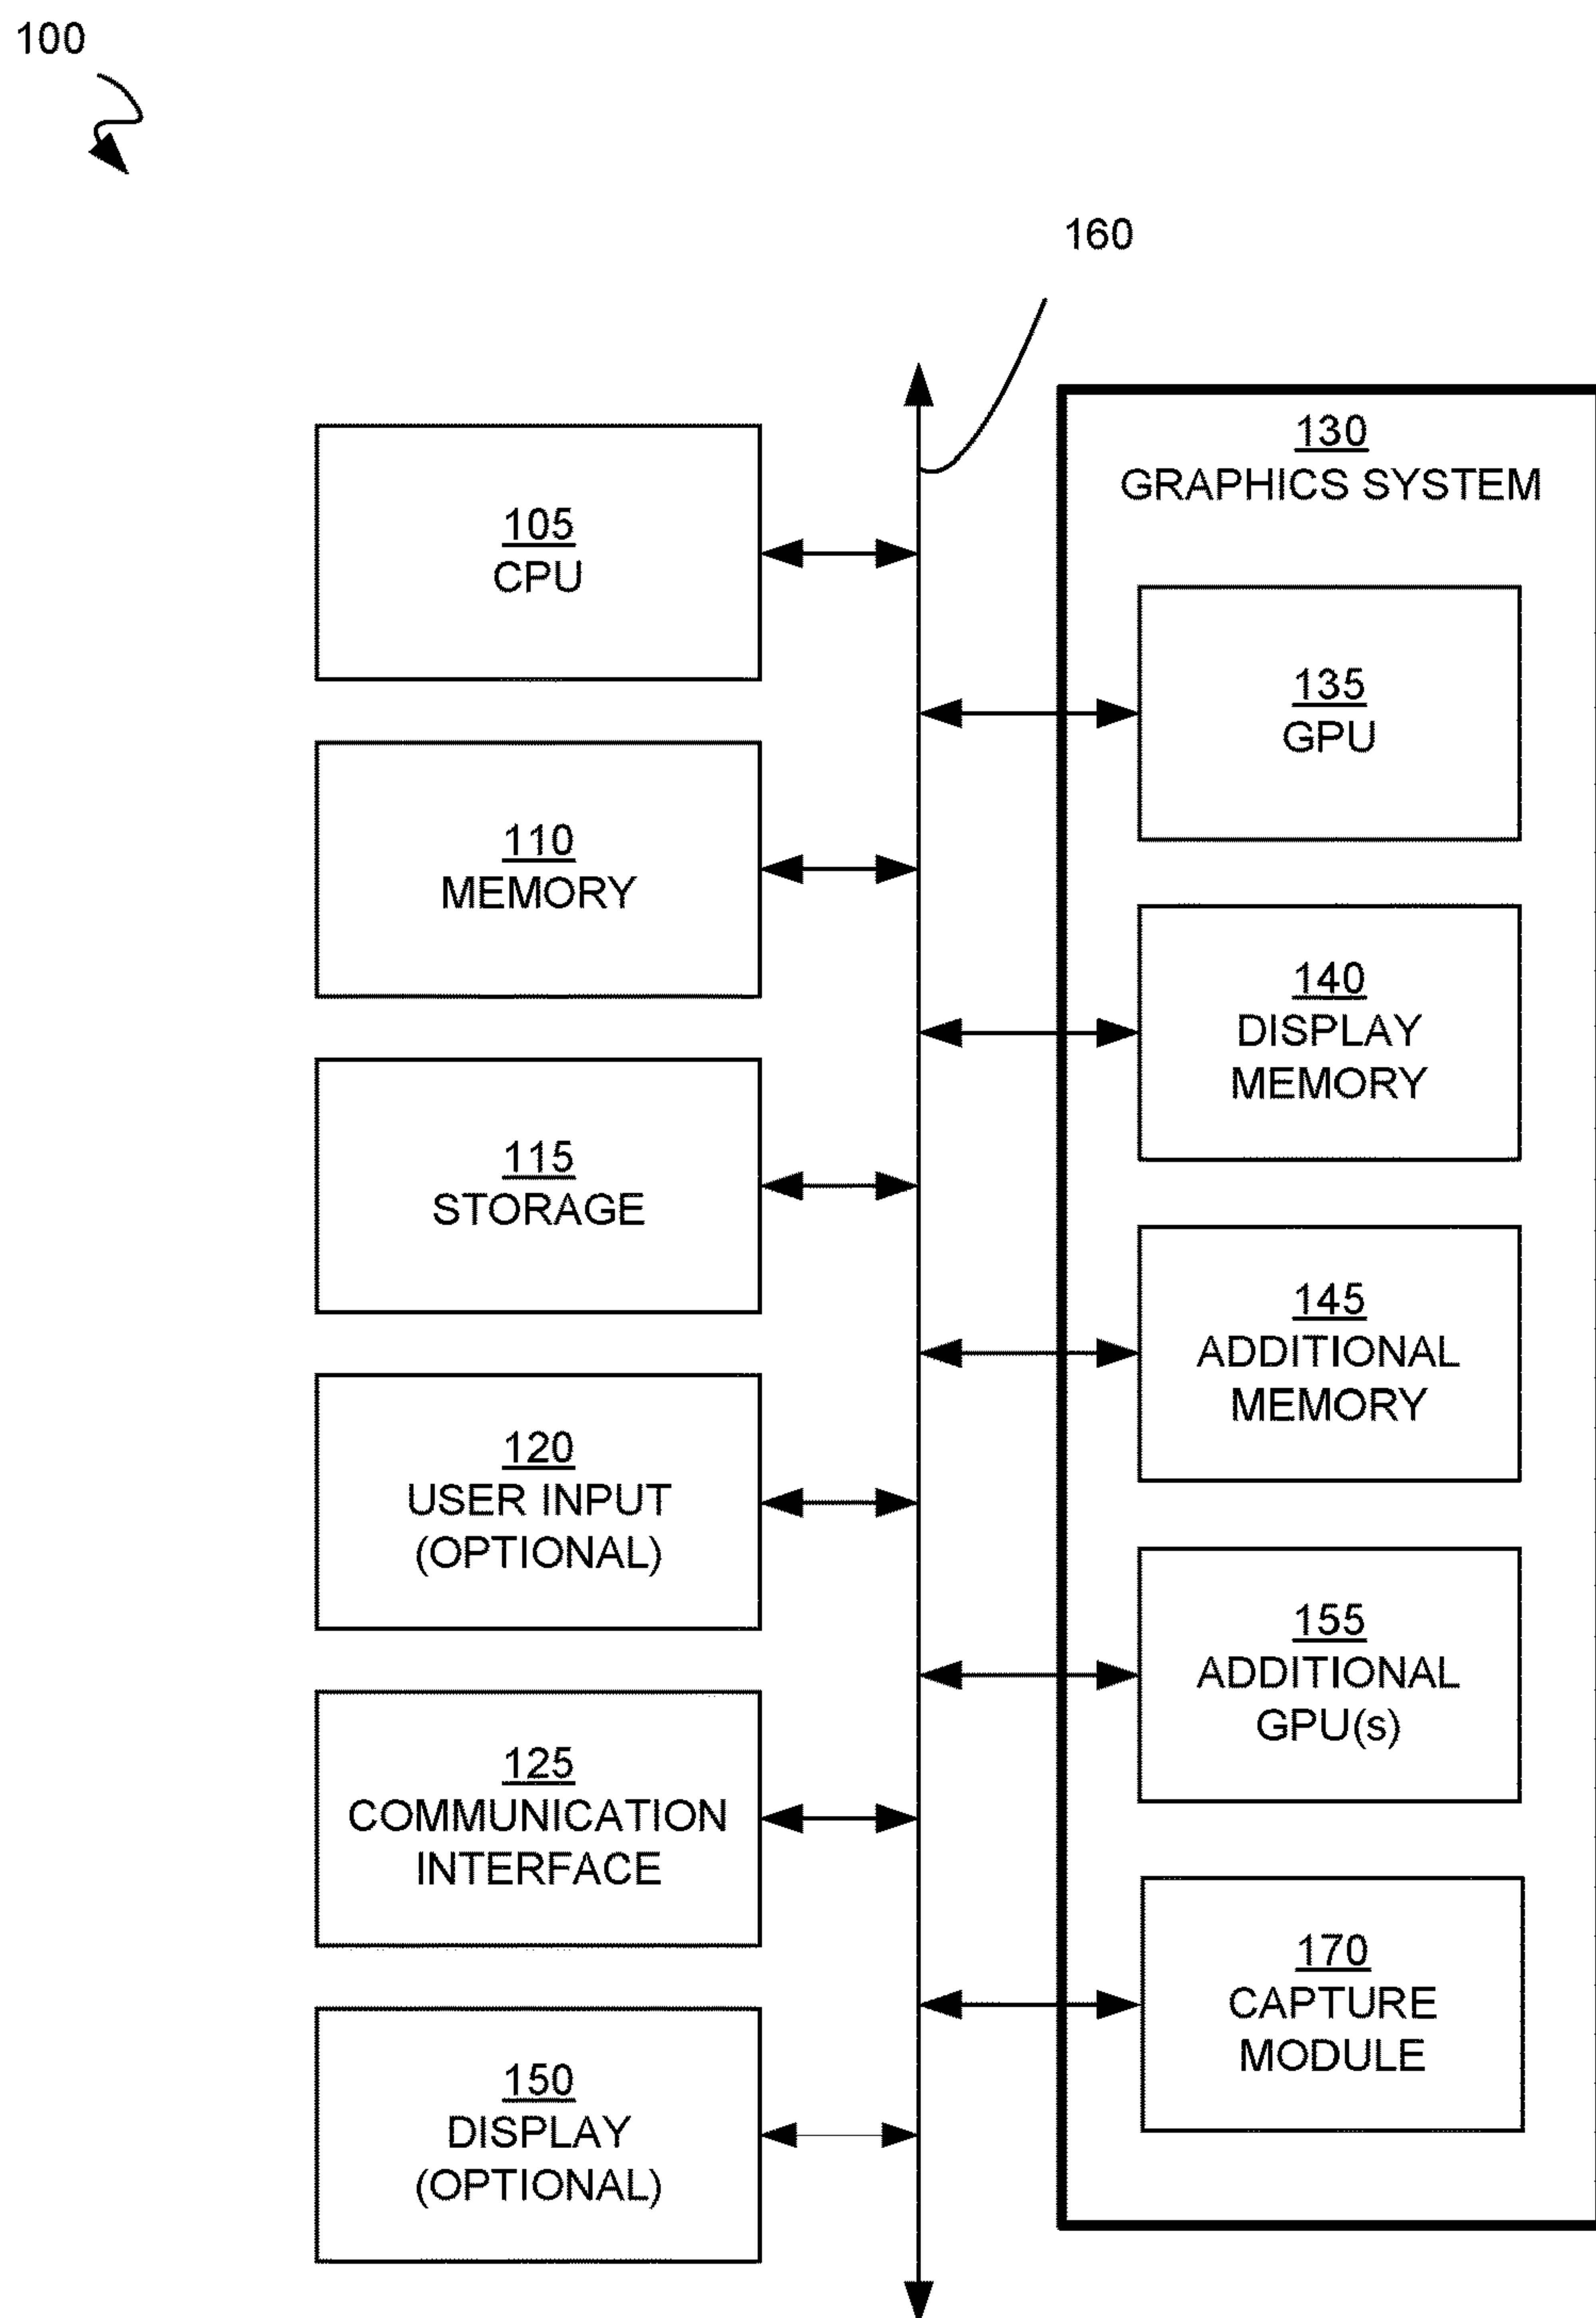 100
160
105
CPU
110
MEMORY
115
STORAGE
120
USER INPUT
(OPTIONAL)
125
COMMUNICATION
INTERFACE
150
DISPLAY
(OPTIONAL)
130
GRAPHICS SYSTEM
135
GPU
140
DISPLAY
MEMORY
145
ADDITIONAL
MEMORY
155
ADDITIONAL
GPU(s)
170
CAPTURE
MODULE